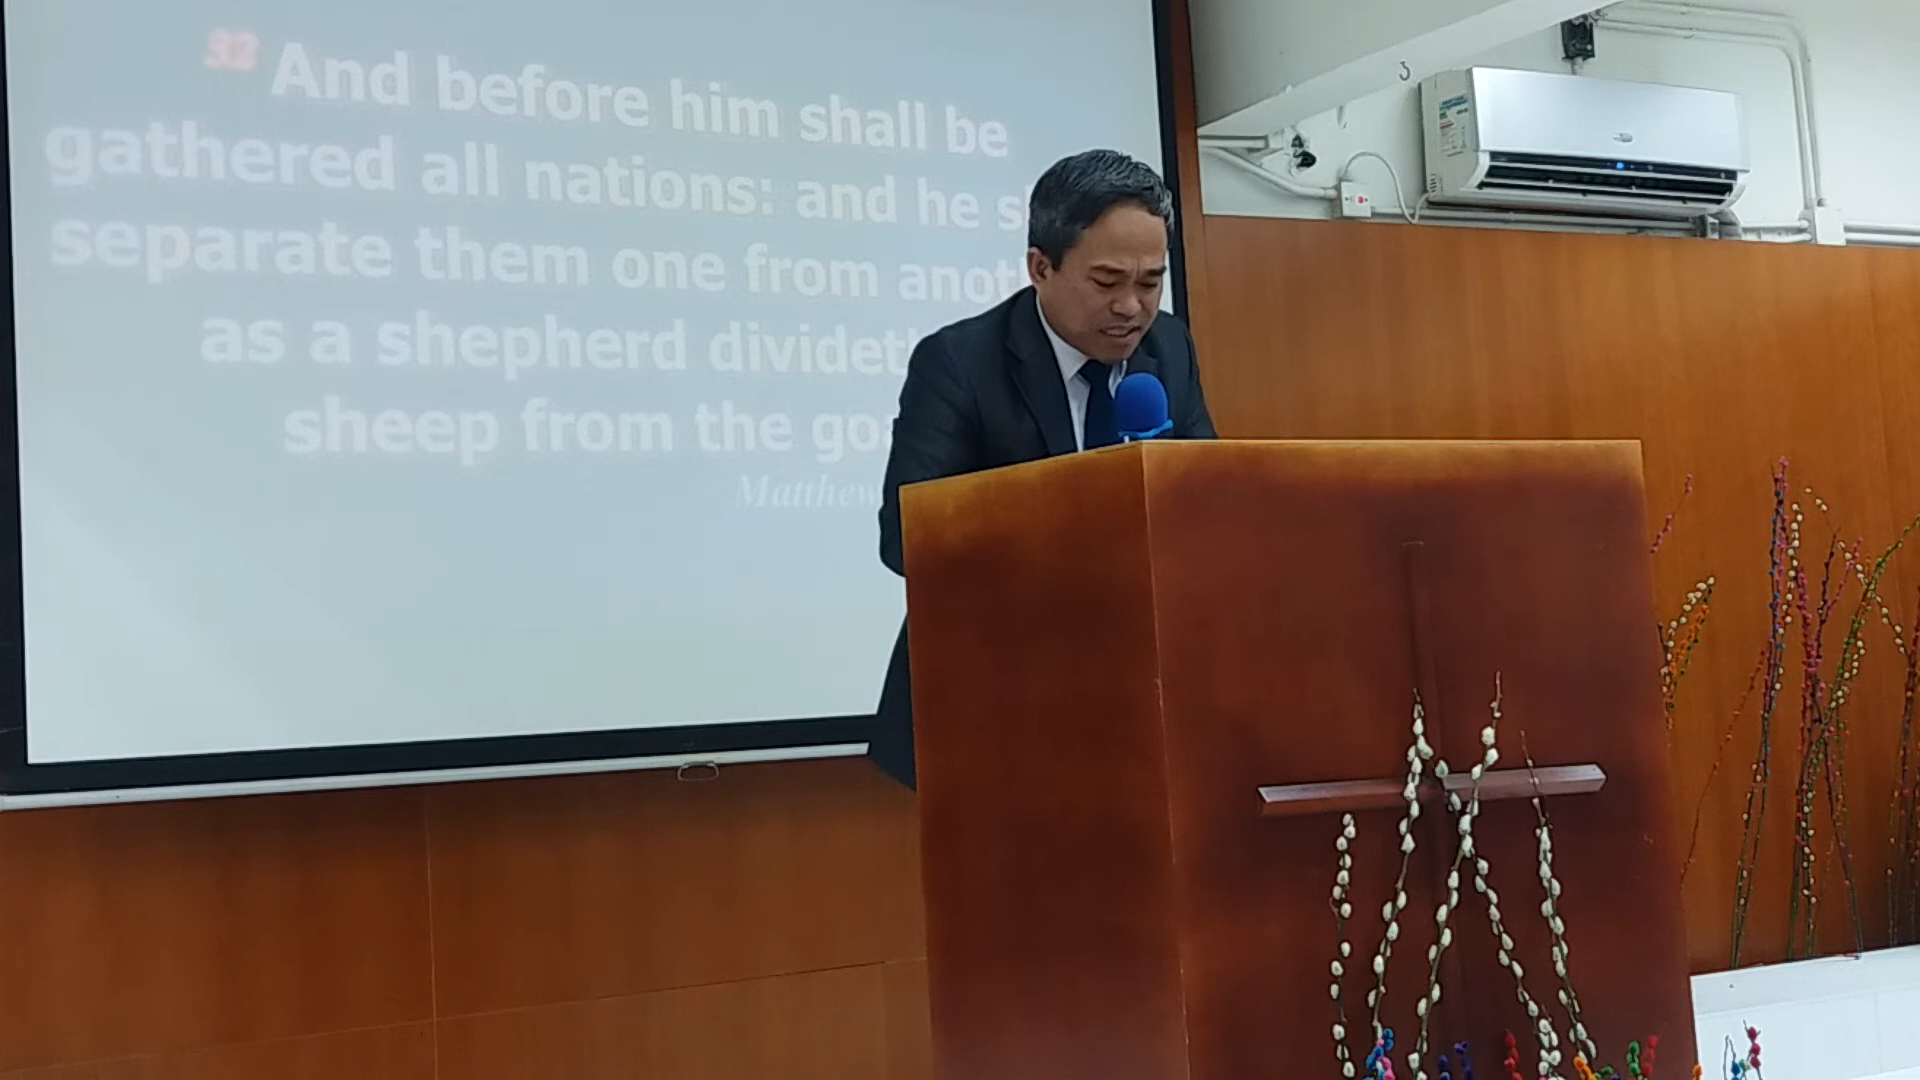 32 And before him shall be
gathered all nations: and he
separate them one from
as a shepherd
sheep from the
Matthew